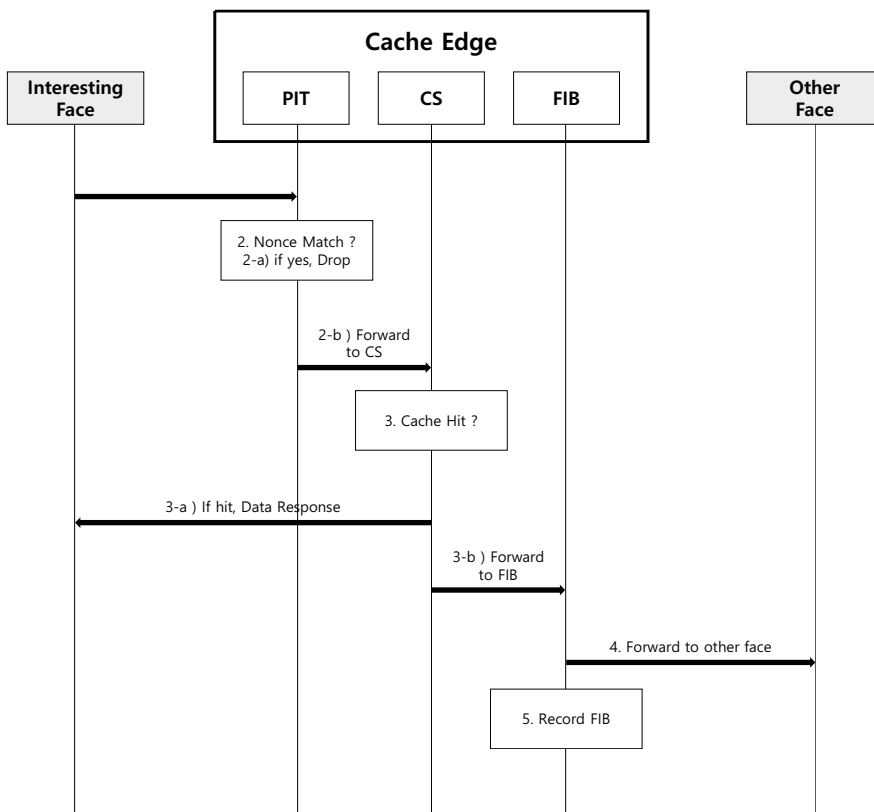 Cache Edge
Interesting
Face
PIT
CS
FIB
Other
Face
2. Nonce Match ?
2-a) if yes, Drop
2-b ) Forward
to CS
3. Cache Hit ?
3-a ) If hit, Data Response
3-b ) Forward
to FIB
4. Forward to other face
5. Record FIB